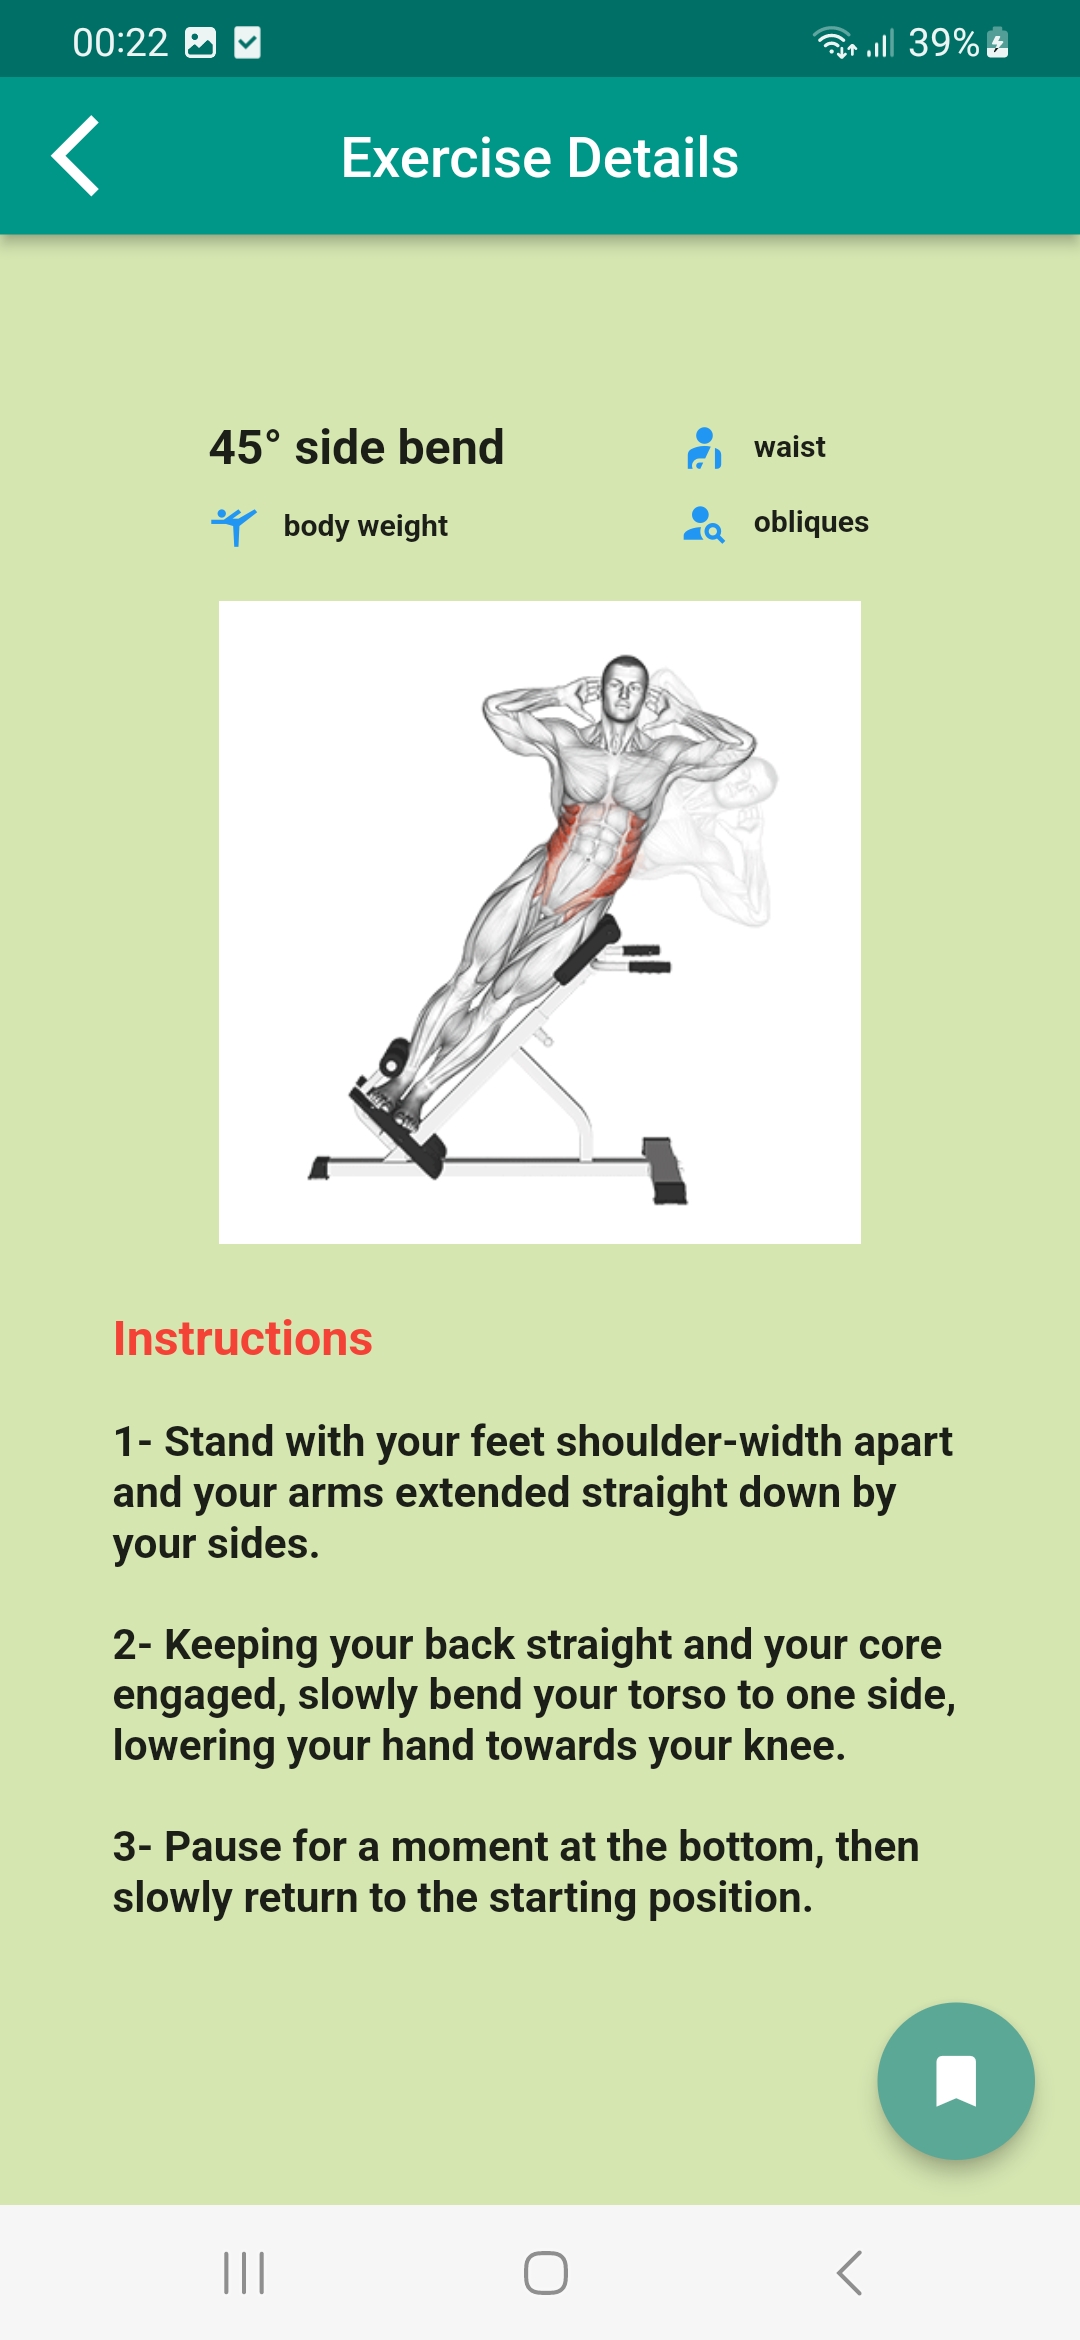 00:22
39%
Exercise Details
45° side bend
waist
body weight
obliques
Instructions
1- Stand with your feet shoulder-width apart
and your arms extended straight down by
your sides.
2- Keeping your back straight and your core
engaged, slowly bend your torso to one side,
lowering your hand towards your knee.
3- Pause for a moment at the bottom, then
slowly return to the starting position.